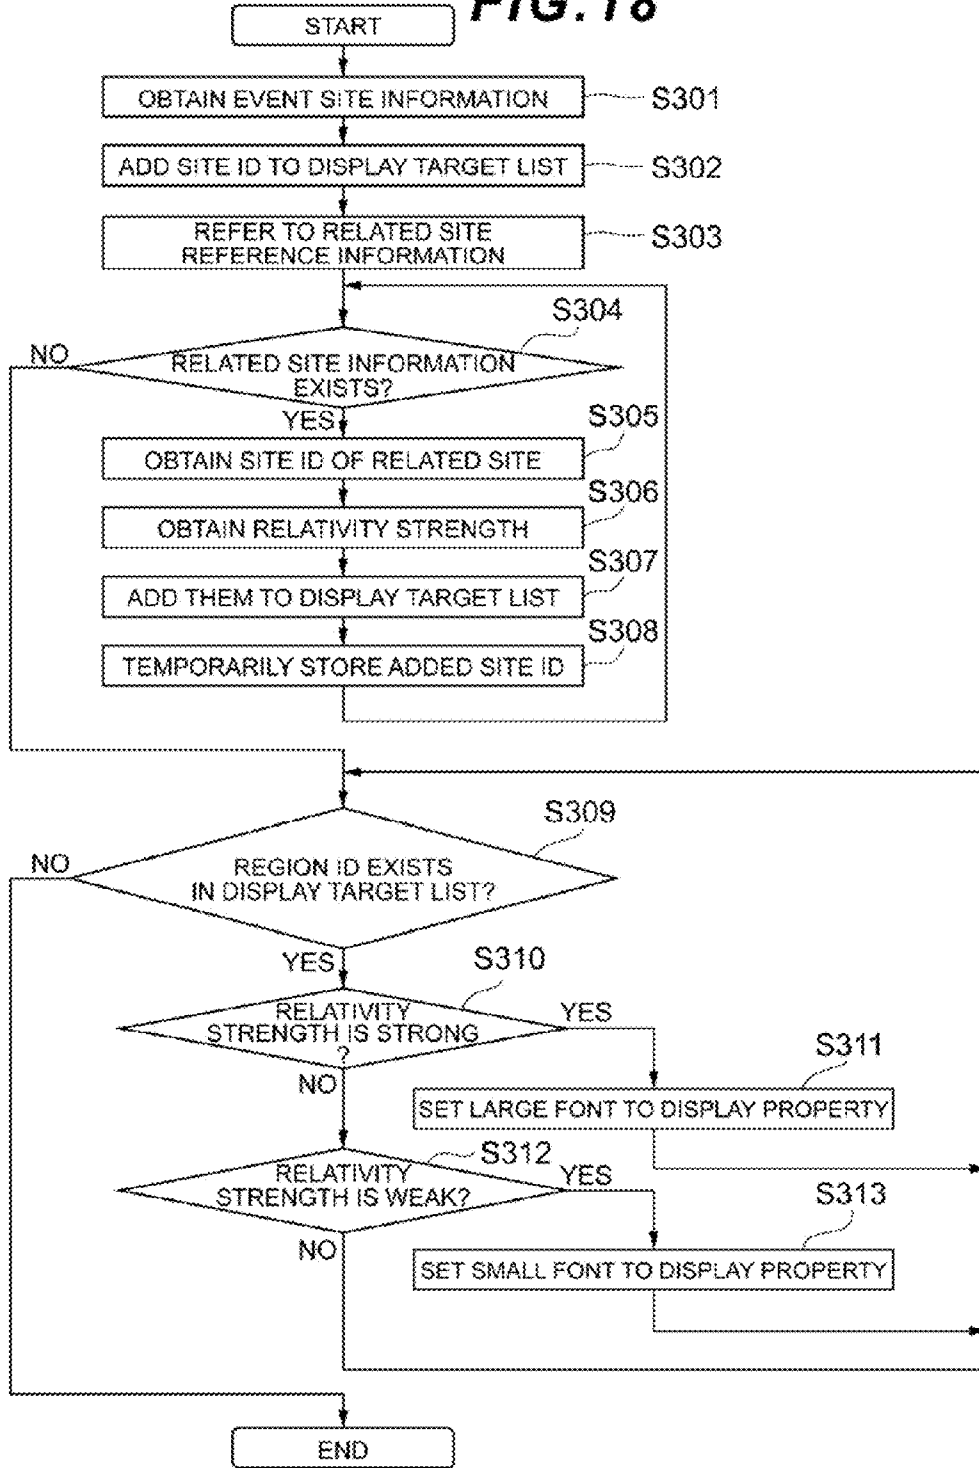 FIG.18
START
OBTAIN EVENT SITE INFORMATION
S301
ADD SITE ID TO DISPLAY TARGET LIST
S302
REFER TO RELATED SITE
REFERENCE INFORMATION
S303
S304
NO
RELATED SITE INFORMATION
EXISTS?
YES
S305
OBTAIN SITE ID OF RELATED SITE
S306
OBTAIN RELATIVITY STRENGTH
S307
ADD THEM TO DISPLAY TARGET LIST
S308
TEMPORARILY STORE ADDED SITE ID
S309
NO
REGION ID EXISTS
IN DISPLAY TARGET LIST?
YES
S310
RELATIVITY
STRENGTH IS STRONG
?
YES
NO
S311
SET LARGE FONT TO DISPLAY PROPERTY
S312
RELATIVITY
STRENGTH IS WEAK?
YES
NO
S313
SET SMALL FONT TO DISPLAY PROPERTY
END